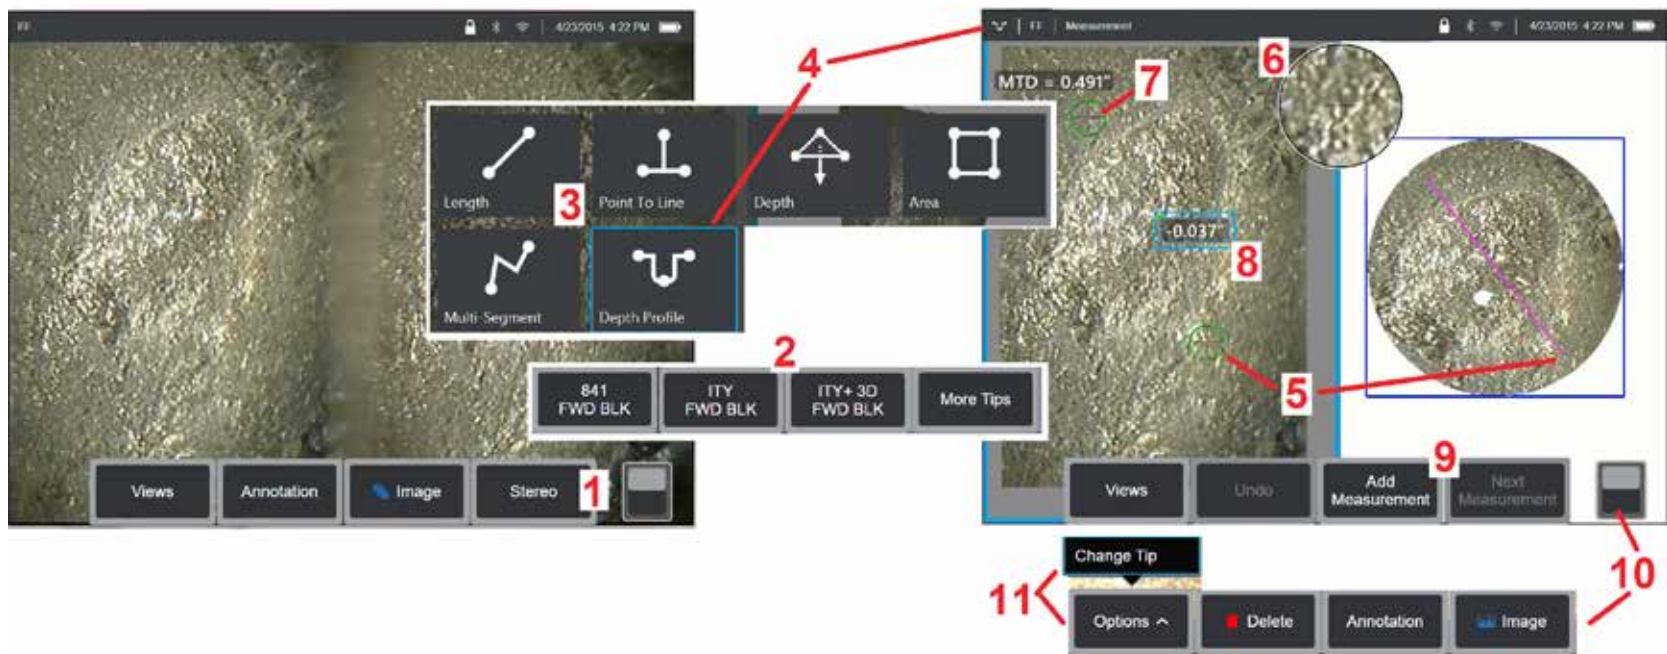 FF
4/23/2015 4:22 PM
Length
3
Point To Line
Depth
Area
Multi-Segment
Depth Profile
4
2
841
FWD BLK
ITY
FWD BLK
ITY+ 3D
FWD BLK
More Tips
Views
Annotation
Image
Stereo
1
FF
Measurement
4/23/2015 4:22 PM
MTD = 0.491"
7
6
-0.037"
8
5
9
Views
Undo
Add
Measurement
Next
Measurement
10
Change Tip
11
Options
Delete
Annotation
Image